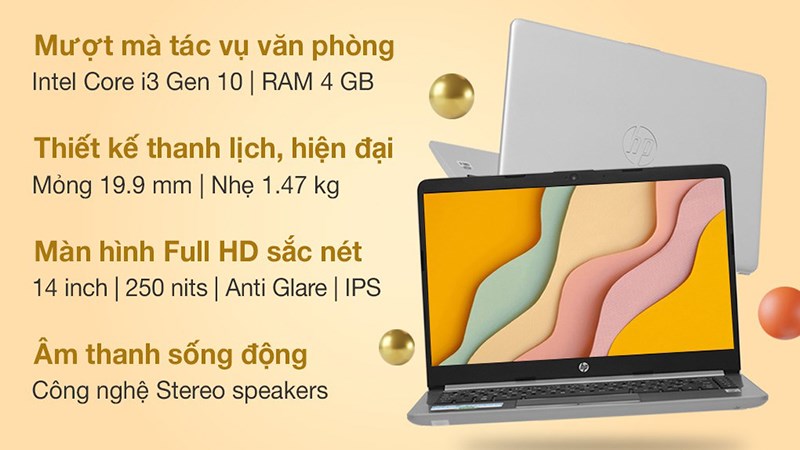 Mượt mà tác vụ văn phòng
Intel Core i3 Gen 10 | RAM 4 GB
Thiết kế thanh lịch, hiện đại
Mỏng 19.9 mm | Nhẹ 1.47 kg
Màn hình Full HD sắc nét
14 inch | 250 nits | Anti Glare | IPS
Âm thanh sống động
Công nghệ Stereo speakers
hp
hp